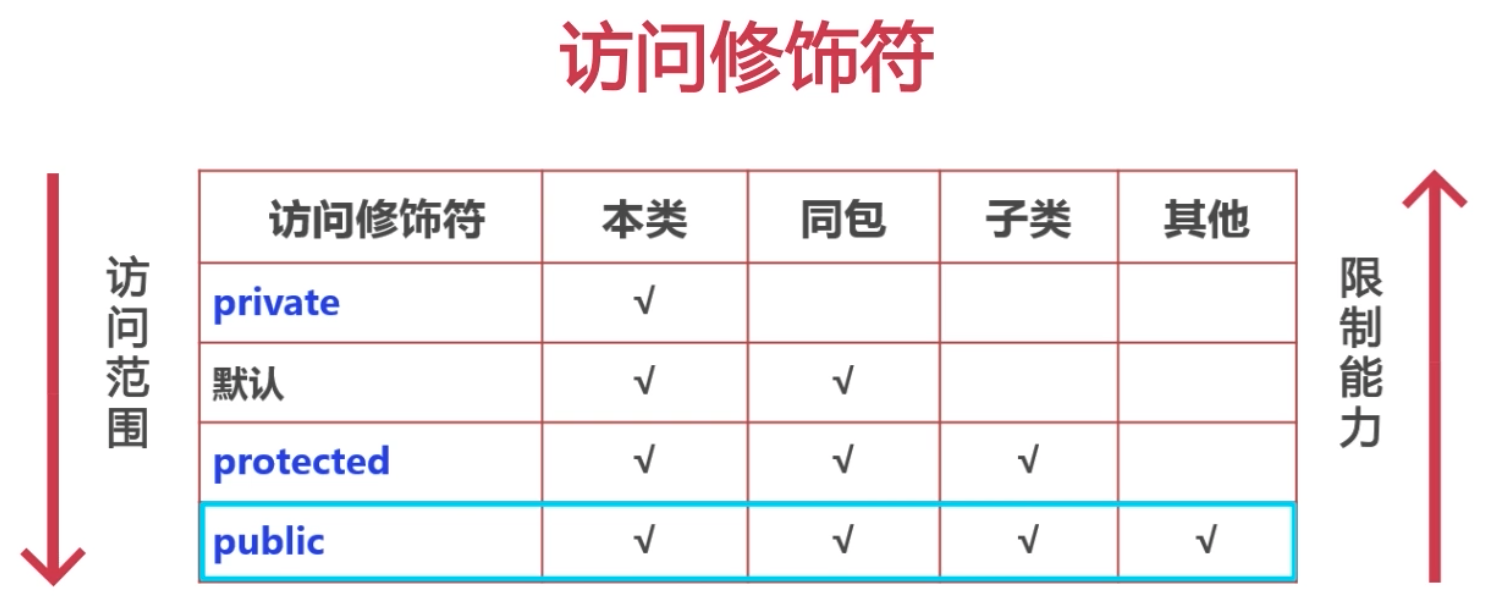 访问修饰符
访问范围
访问修饰符 本类 同包 子类 其他
private √
默认 √ √
protected √ √ √
public √ √ √ √
限制能力